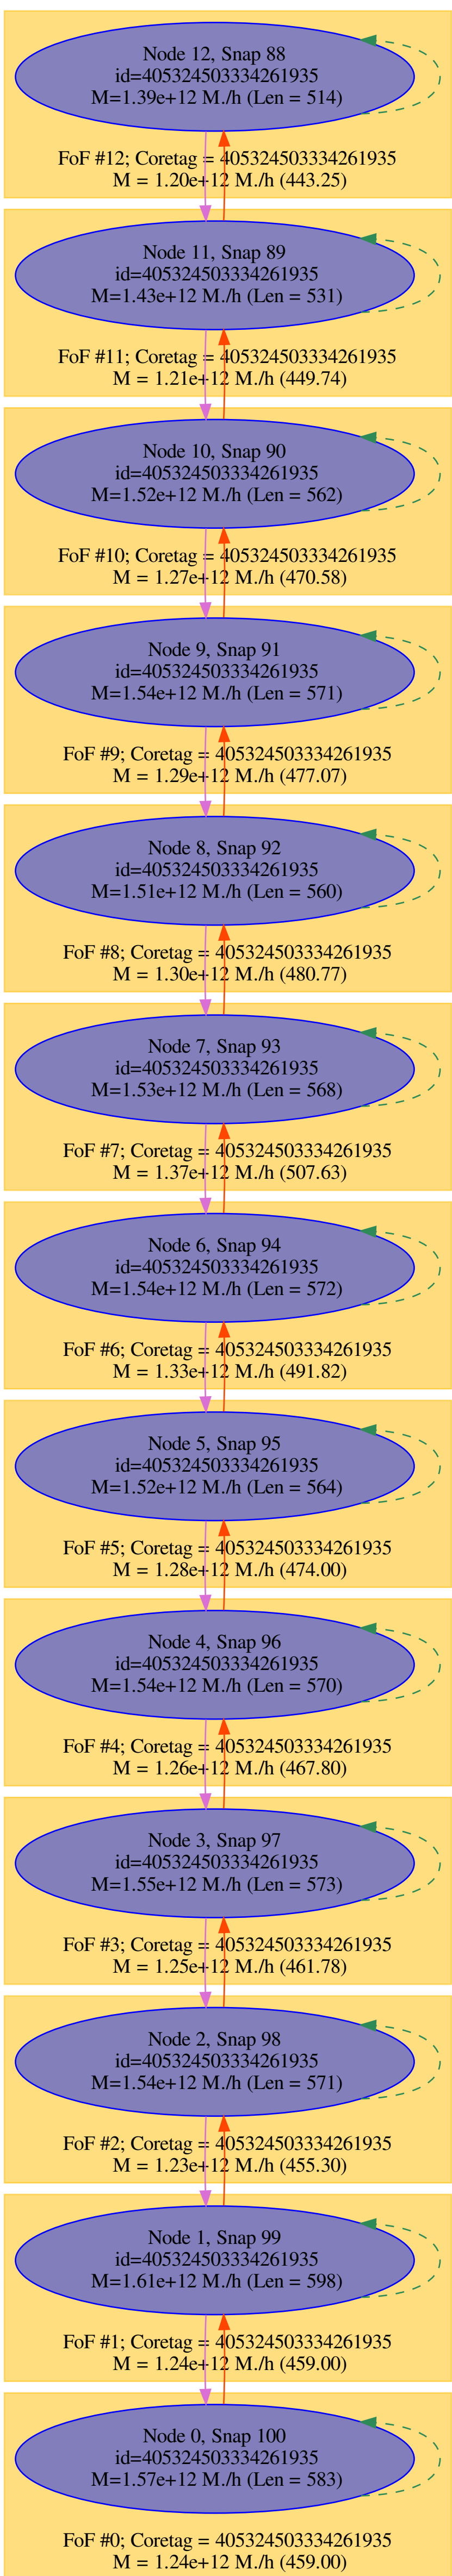 Node 12, Snap 88
id=405324503334261935
M=1.39e+12 M./h (Len = 514)
FoF #12; Coretag = 405324503334261935
M = 1.20e+12 M./h (443.25)
Node 11, Snap 89
id=405324503334261935
M=1.43e+12 M./h (Len = 531)
FoF #11; Coretag = 405324503334261935
M = 1.21e+12 M./h (449.74)
Node 10, Snap 90
id=405324503334261935
M=1.52e+12 M./h (Len = 562)
FoF #10; Coretag = 405324503334261935
M = 1.27e+12 M./h (470.58)
Node 9, Snap 91
id=405324503334261935
M=1.54e+12 M./h (Len = 571)
FoF #9; Coretag = 405324503334261935
M = 1.29e+12 M./h (477.07)
Node 8, Snap 92
id=405324503334261935
M=1.51e+12 M./h (Len = 560)
FoF #8; Coretag = 405324503334261935
M = 1.30e+12 M./h (480.77)
Node 7, Snap 93
id=405324503334261935
M=1.53e+12 M./h (Len = 568)
FoF #7; Coretag = 405324503334261935
M = 1.37e+12 M./h (507.63)
Node 6, Snap 94
id=405324503334261935
M=1.54e+12 M./h (Len = 572)
FoF #6; Coretag = 405324503334261935
M = 1.33e+12 M./h (491.82)
Node 5, Snap 95
id=405324503334261935
M=1.52e+12 M./h (Len = 564)
FoF #5; Coretag = 405324503334261935
M = 1.28e+12 M./h (474.00)
Node 4, Snap 96
id=405324503334261935
M=1.54e+12 M./h (Len = 570)
FoF #4; Coretag = 405324503334261935
M = 1.26e+12 M./h (467.80)
Node 3, Snap 97
id=405324503334261935
M=1.55e+12 M./h (Len = 573)
FoF #3; Coretag = 405324503334261935
M = 1.25e+12 M./h (461.78)
Node 2, Snap 98
id=405324503334261935
M=1.54e+12 M./h (Len = 571)
FoF #2; Coretag = 405324503334261935
M = 1.23e+12 M./h (455.30)
Node 1, Snap 99
id=405324503334261935
M=1.61e+12 M./h (Len = 598)
FoF #1; Coretag = 405324503334261935
M = 1.24e+12 M./h (459.00)
Node 0, Snap 100
id=405324503334261935
M=1.57e+12 M./h (Len = 583)
FoF #0; Coretag = 405324503334261935
M = 1.24e+12 M./h (459.00)